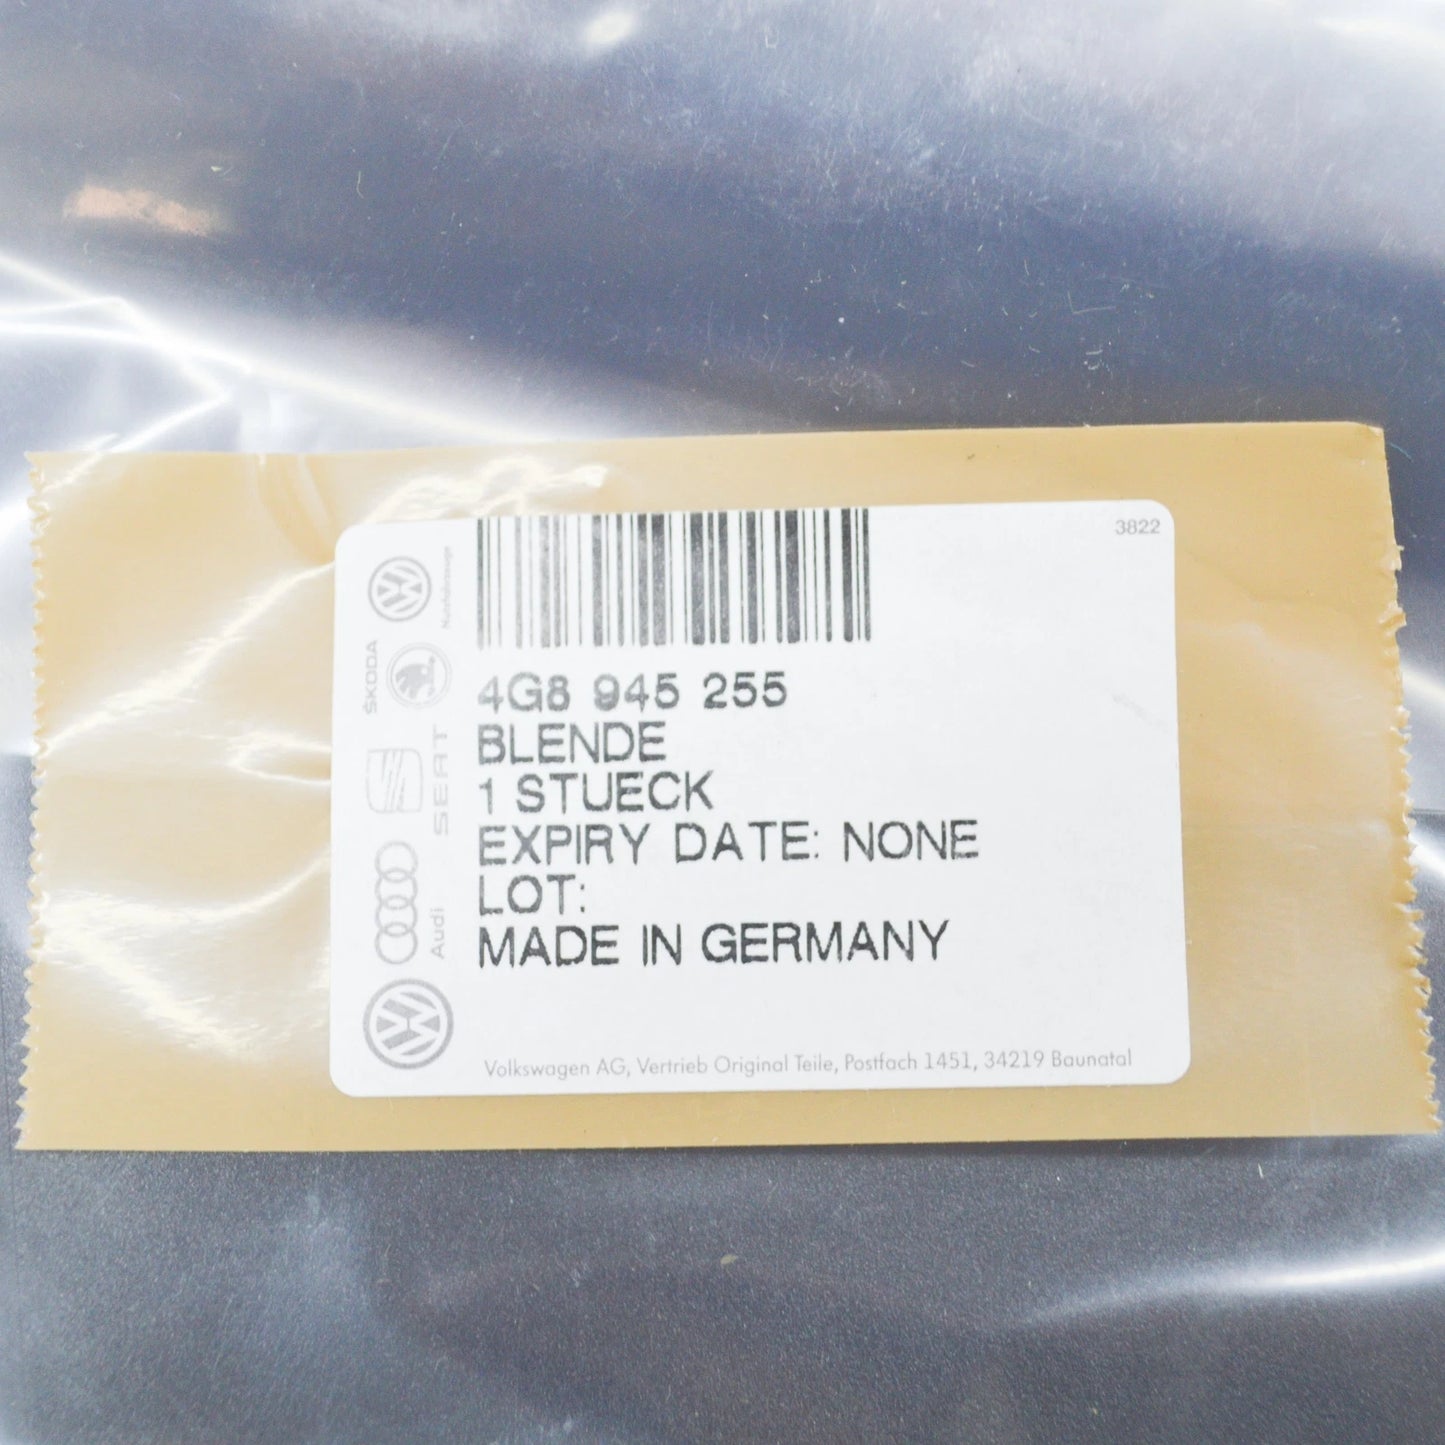 3822
4G8 945 255
BLENDE
1 STUECK
EXPIRY DATE: NONE
LOT:
MADE IN GERMANY
Volkswagen AG, Vertrieb Original Teile, Postfach 1451, 34219 Baunatal
Nutzfahrzeuge
ŠKODA
SEAT
Audi